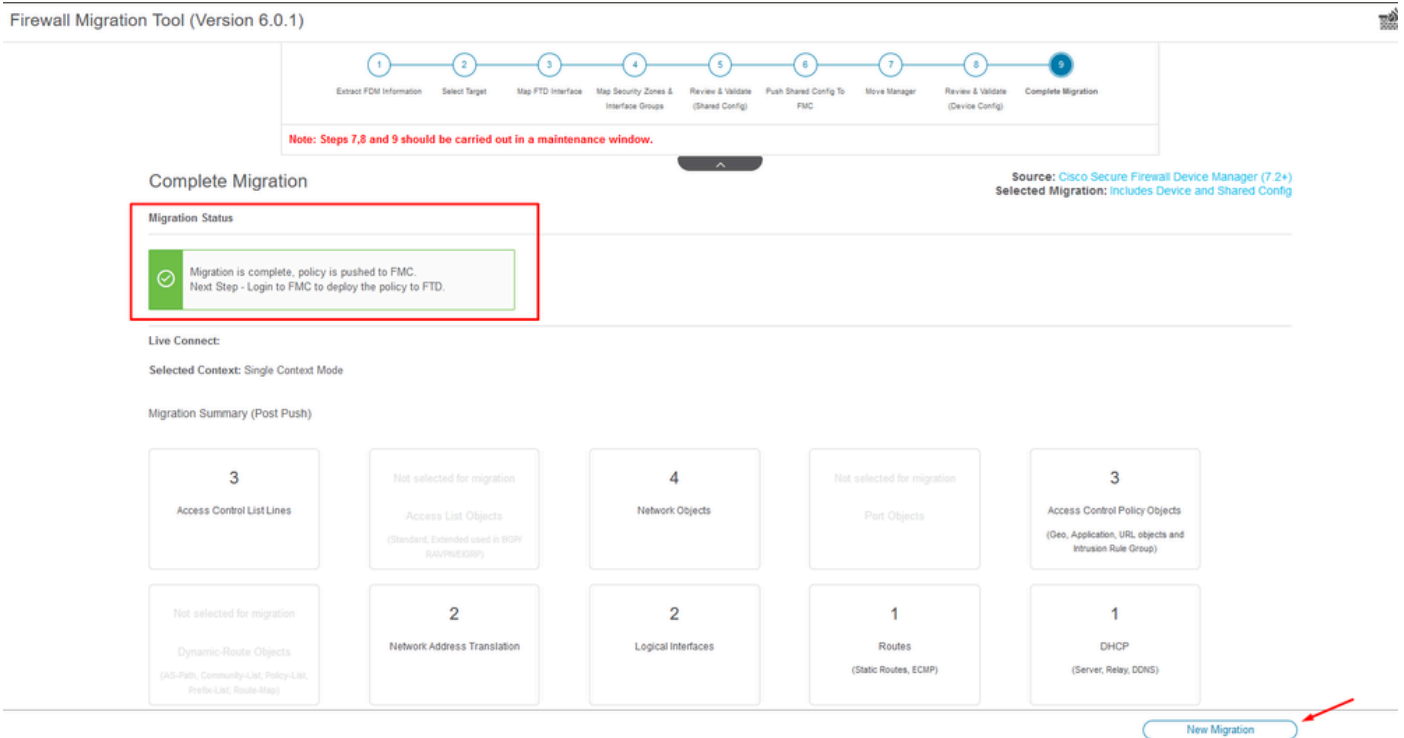 Firewall Migration Tool (Version 6.0.1)
1 2 3 4 5 6 7 8 9
Extract FDM Information Select Target Map FTD Interface Map Security Zones & Review & Validate Push Shared Config To Move Manager Review & Validate Complete Migration
Interface Groups (Shared Config) FMC (Device Config)
Note: Steps 7,8 and 9 should be carried out in a maintenance window.
Complete Migration
Source: Cisco Secure Firewall Device Manager (7.2+)
Selected Migration: Includes Device and Shared Config
Migration Status
Migration is complete, policy is pushed to FMC.
Next Step - Login to FMC to deploy the policy to FTD.
Live Connect:
Selected Context: Single Context Mode
Migration Summary (Post Push)
3
Access Control List Lines
Not selected for migration
Access List Objects
(Standard, Extended used in BGP/
RAVPN/EIGRP)
4
Network Objects
Not selected for migration
Port Objects
3
Access Control Policy Objects
(Geo, Application, URL objects and
Intrusion Rule Group)
Not selected for migration
Dynamic-Route Objects
(AS-Path, Community-List, Policy-List,
Prefix-List, Route-Map)
2
Network Address Translation
2
Logical Interfaces
1
Routes
(Static Routes, ECMP)
1
DHCP
(Server, Relay, DDNS)
New Migration